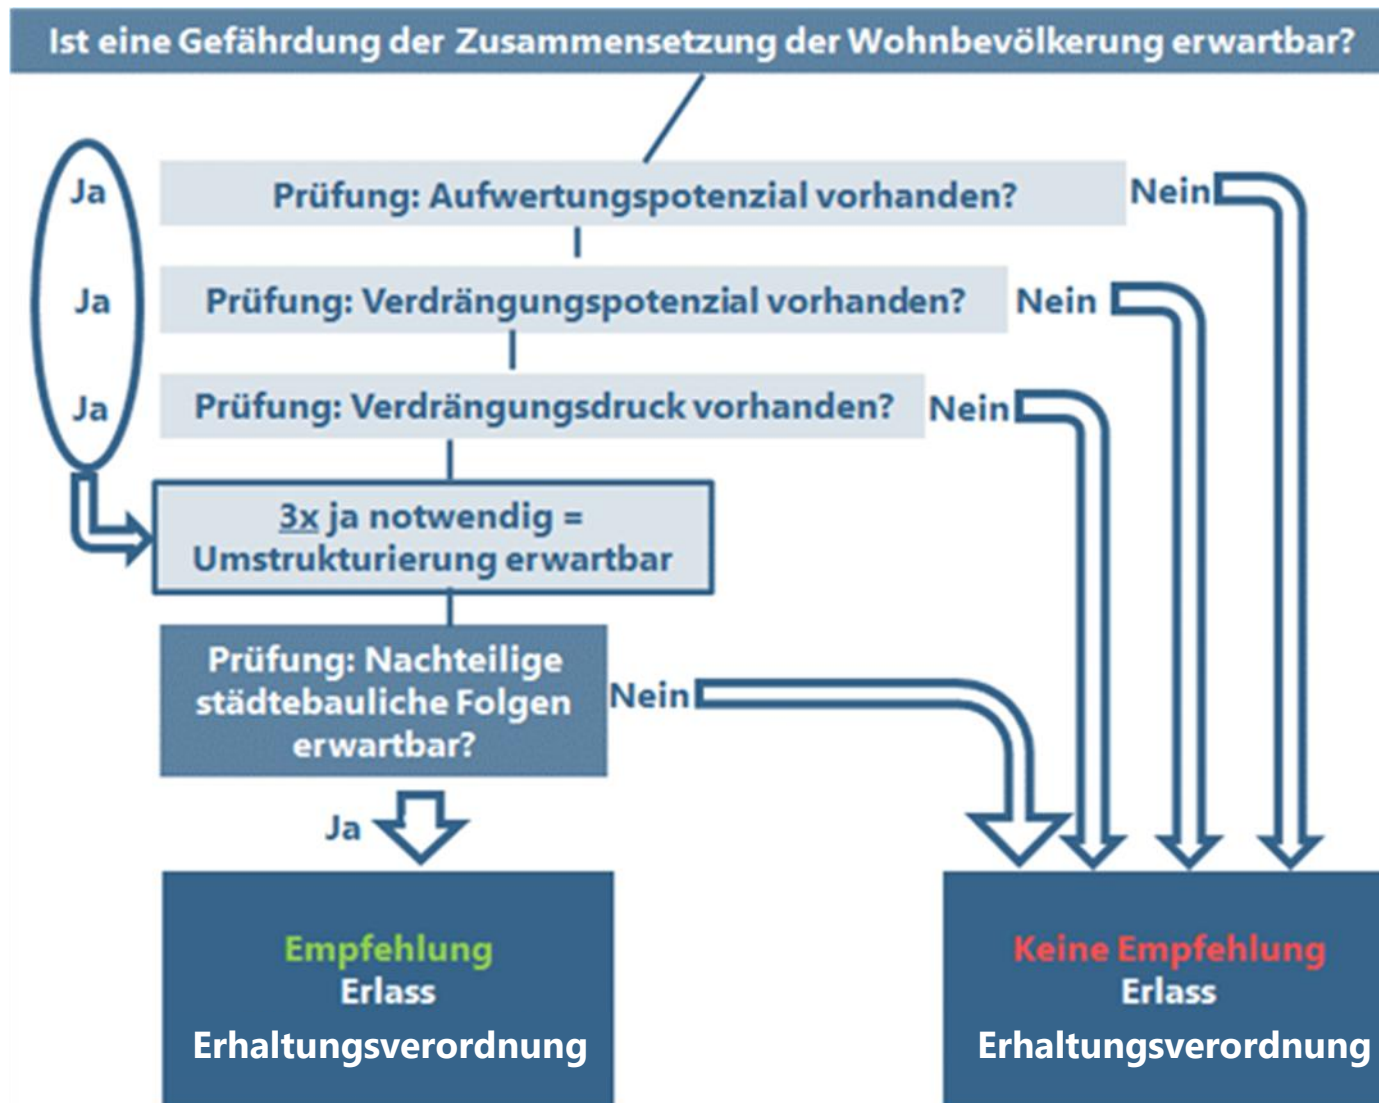 Ist eine Gefährdung der Zusammensetzung der Wohnbevölkerung erwartbar?
Ja
Prüfung: Aufwertungspotenzial vorhanden?
Nein
Ja
Prüfung: Verdrängungspotenzial vorhanden?
Nein
Ja
Prüfung: Verdrängungsdruck vorhanden?
Nein
3x ja notwendig =
Umstrukturierung erwartbar
Prüfung: Nachteilige
städtebauliche Folgen
erwartbar?
Nein
Ja
Empfehlung
Erlass
Erhaltungsverordnung
Keine Empfehlung
Erlass
Erhaltungsverordnung